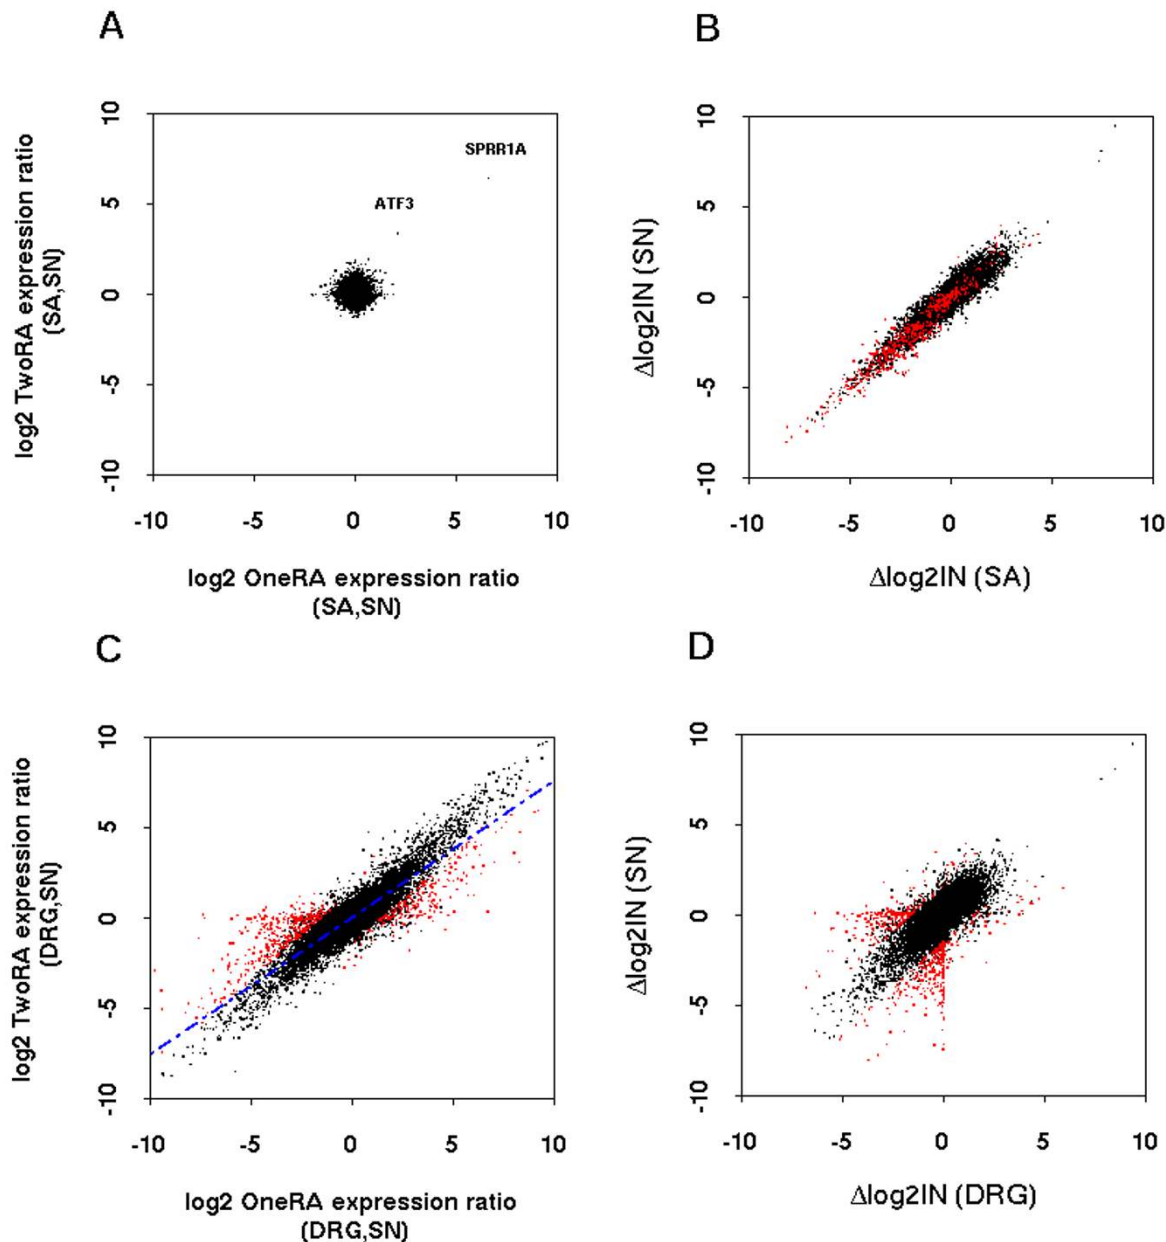 A
B
10
5
0
-5
-10
log2 TwoRA expression ratio
(SA,SN)
SPRR1A
ATF3
-10
-5
0
5
10
log2 OneRA expression ratio
(SA,SN)
10
5
0
-5
-10
Δlog2IN (SN)
-10
-5
0
5
10
Δlog2IN (SA)
C
D
10
5
0
-5
-10
log2 TwoRA expression ratio
(DRG,SN)
-10
-5
0
5
10
log2 OneRA expression ratio
(DRG,SN)
10
5
0
-5
-10
Δlog2IN (SN)
-10
-5
0
5
10
Δlog2IN (DRG)